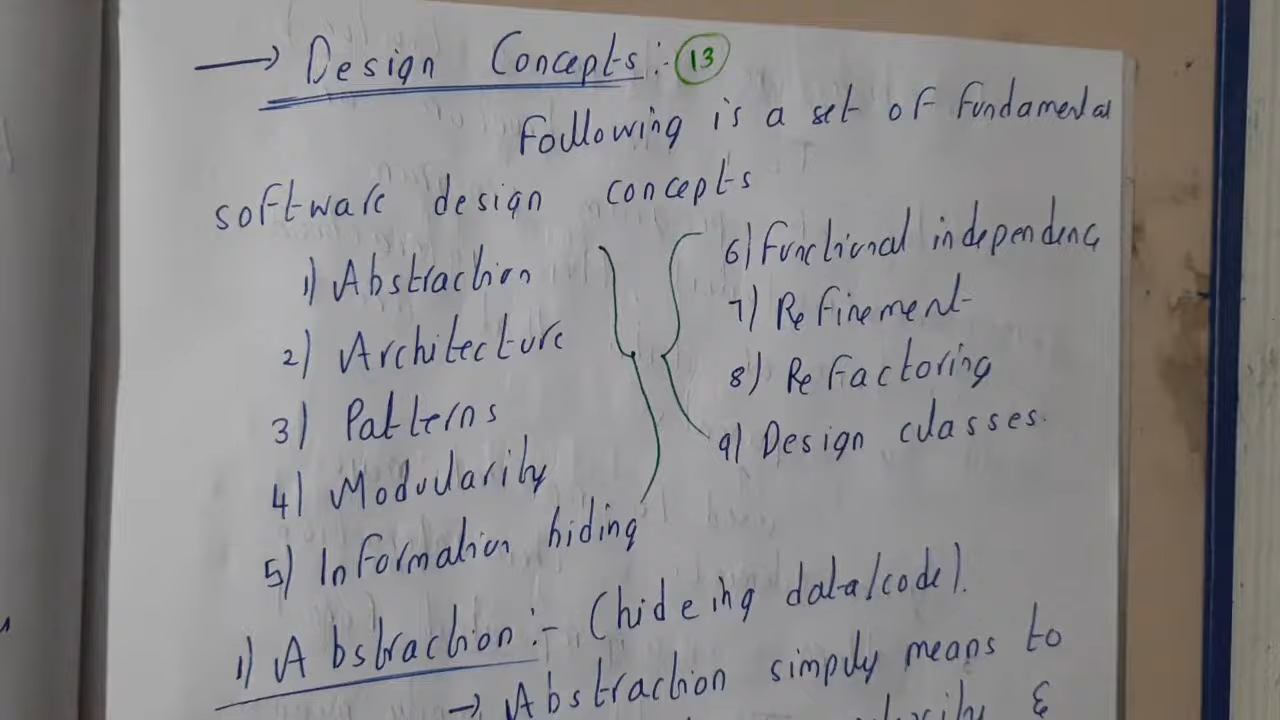 → Design Concepts :- 13
Following is a set of fundamental
software design concepts
1) Abstraction
2) Architecture
3) Patterns
4) Modularity
5) Information hiding
6) Functional independence
7) Refinement
8) Refactoring
9) Design classes.
1) Abstraction :- (hideing data/code).
→ Abstraction simply means to
&